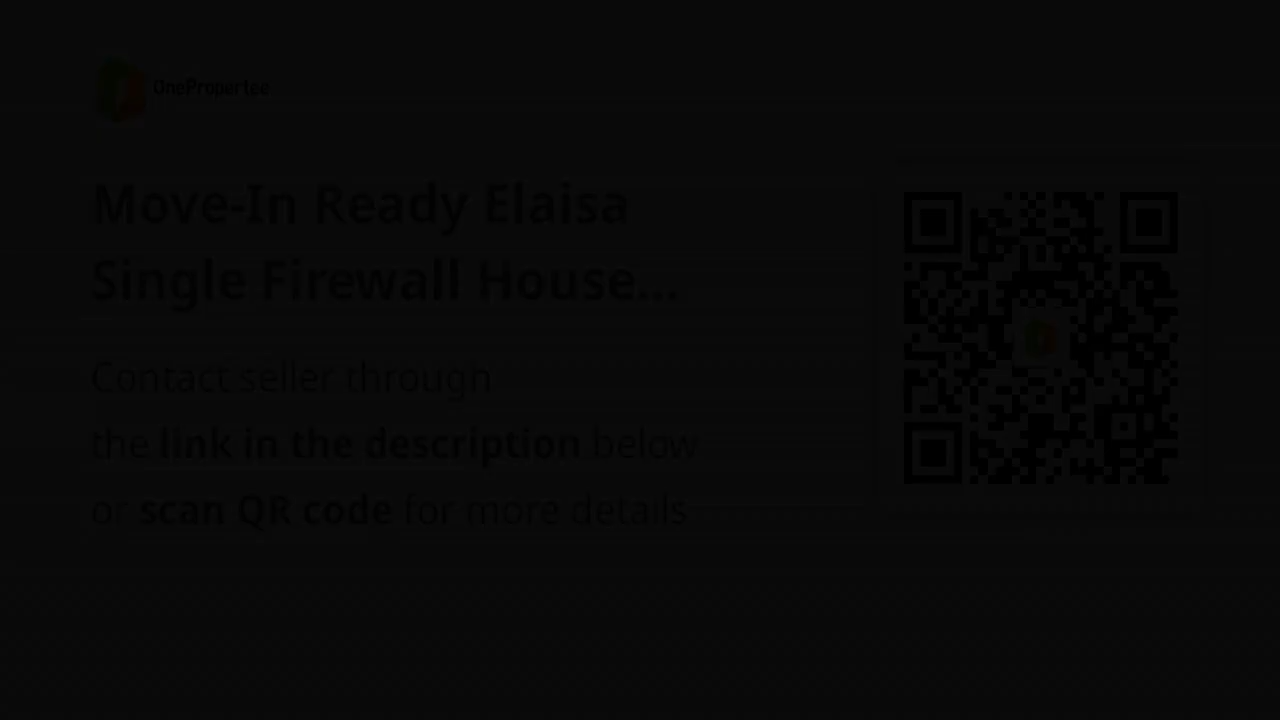 OnePropertee
Move-In Ready Elaisa
Single Firewall House...
Contact seller through
the link in the description below
or scan QR code for more details